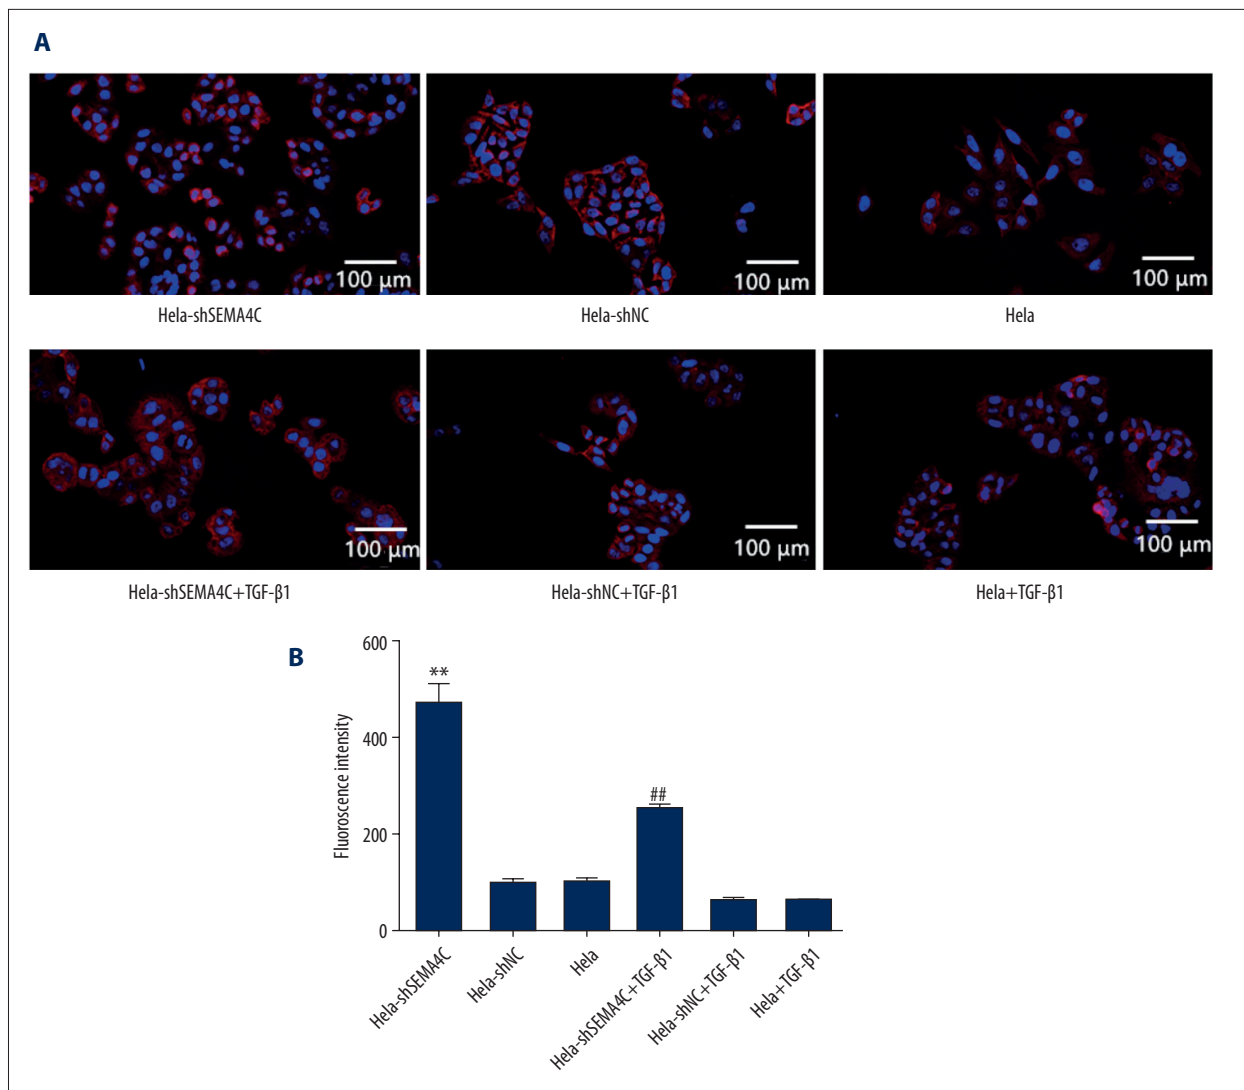 A
100 µm
100 µm
100 µm
Hela-shSEMA4C
Hela-shNC
Hela
100 µm
100 µm
100 µm
Hela-shSEMA4C+TGF-β1
Hela-shNC+TGF-β1
Hela+TGF-β1
B
Fluoroscence intensity
600
400
200
0
**
##
Hela-shSEMA4C
Hela-shNC
Hela
Hela-shSEMA4C+TGF-β1
Hela-shNC+TGF-β1
Hela+TGF-β1